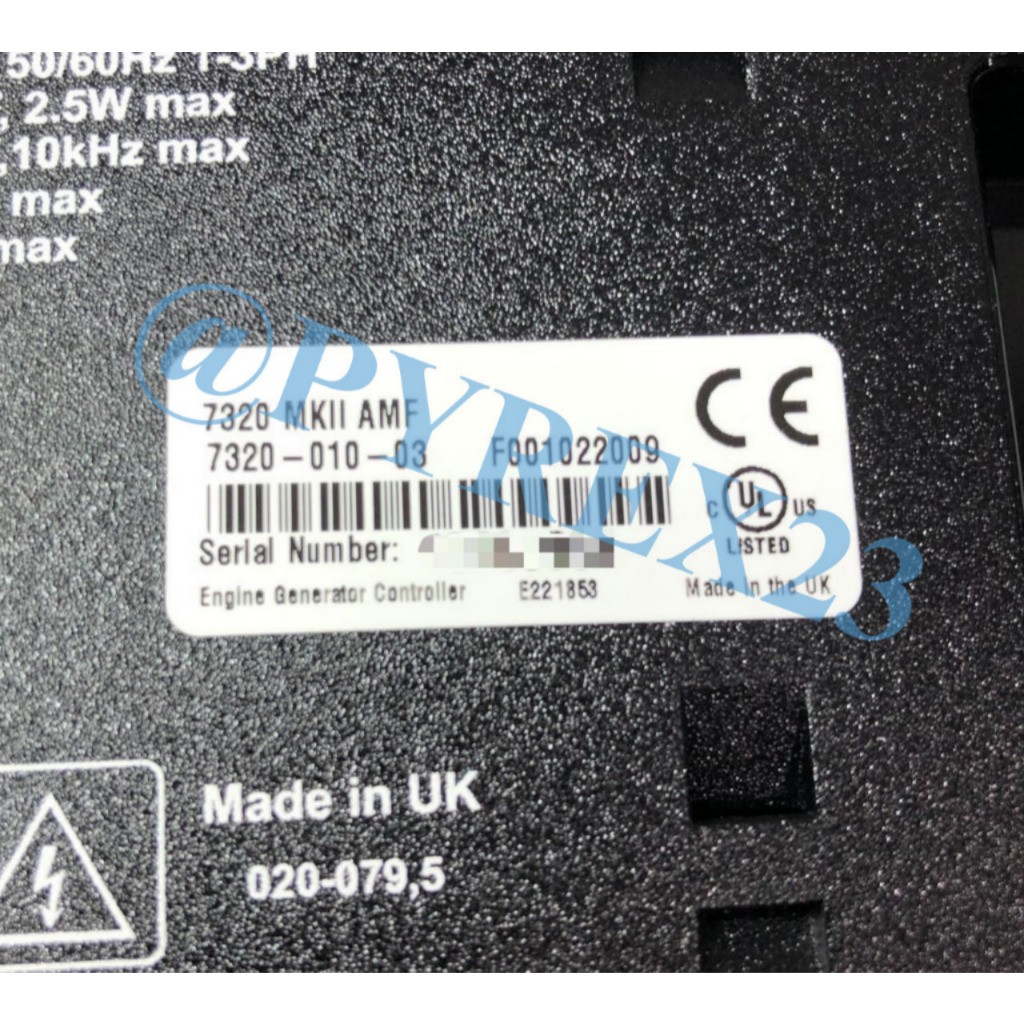 50/60Hz 1-3PH
, 2.5W max
,10kHz max
max
max
@PYREX23
7320 MKII AMF
7320-010-03 F001022009
CE
C UL US
LISTED
Serial Number:
Engine Generator Controller E221853 Made in the UK
Made in UK
020-079,5